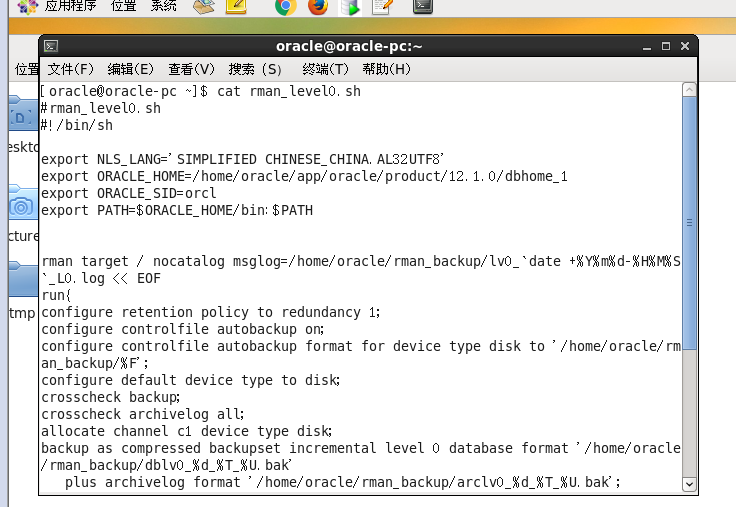 应用程序 位置 系统
oracle@oracle-pc:~
位置
文件(F) 编辑(E) 查看(V) 搜索 (S) 终端(T) 帮助(H)
[oracle@oracle-pc ~]$ cat rman_level0.sh
#rman_level0.sh
#!/bin/sh
export NLS_LANG='SIMPLIFIED CHINESE_CHINA.AL32UTF8'
export ORACLE_HOME=/home/oracle/app/oracle/product/12.1.0/dbhome_1
export ORACLE_SID=orcl
export PATH=$ORACLE_HOME/bin:$PATH
rman target / nocatalog msglog=/home/oracle/rman_backup/lv0_`date +%Y%m%d-%H%M%S
`_L0.log << EOF
run{
configure retention policy to redundancy 1;
configure controlfile autobackup on;
configure controlfile autobackup format for device type disk to '/home/oracle/rm
an_backup/%F';
configure default device type to disk;
crosscheck backup;
crosscheck archivelog all;
allocate channel c1 device type disk;
backup as compressed backupset incremental level 0 database format '/home/oracle
/rman_backup/dblv0_%d_%T_%U.bak'
   plus archivelog format '/home/oracle/rman_backup/arclv0_%d_%T_%U.bak';
eskto
cture
tmp